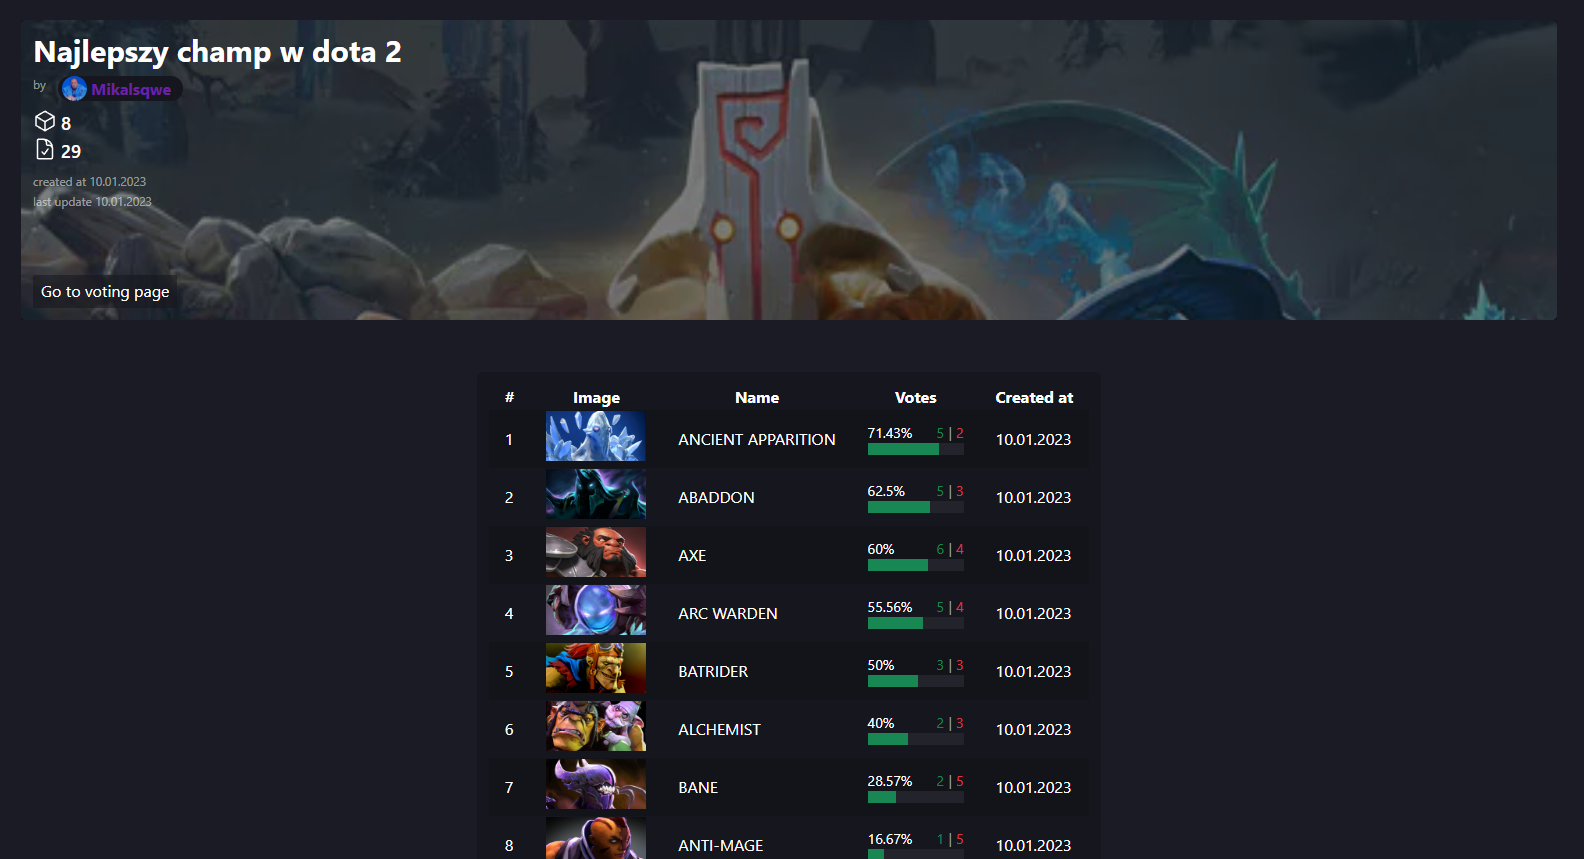 Najlepszy champ w dota 2
by Mikalsqwe
8
29
created at 10.01.2023
last update 10.01.2023
Go to voting page
# Image Name Votes Created at
1 ANCIENT APPARITION 71.43% 5 | 2 10.01.2023
2 ABADDON 62.5% 5 | 3 10.01.2023
3 AXE 60% 6 | 4 10.01.2023
4 ARC WARDEN 55.56% 5 | 4 10.01.2023
5 BATRIDER 50% 3 | 3 10.01.2023
6 ALCHEMIST 40% 2 | 3 10.01.2023
7 BANE 28.57% 2 | 5 10.01.2023
8 ANTI-MAGE 16.67% 1 | 5 10.01.2023